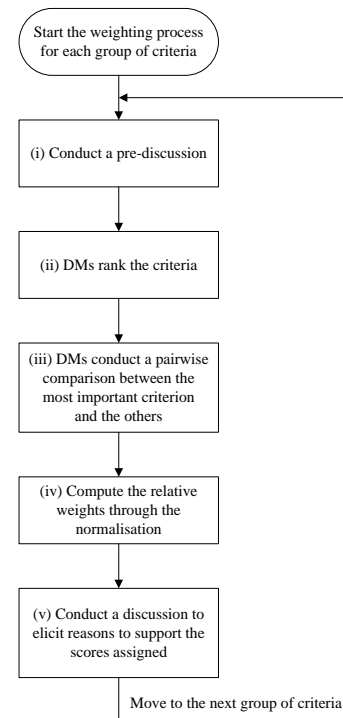 Start the weighting process
for each group of criteria
(i) Conduct a pre-discussion
(ii) DMs rank the criteria
(iii) DMs conduct a pairwise
comparison between the
most important criterion
and the others
(iv) Compute the relative
weights through the
normalisation
(v) Conduct a discussion to
elicit reasons to support the
scores assigned
Move to the next group of criteria